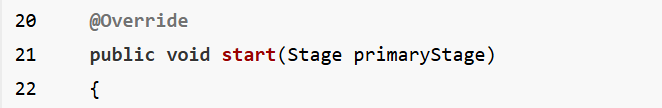 20 @Override
21 public void start(Stage primaryStage)
22 {